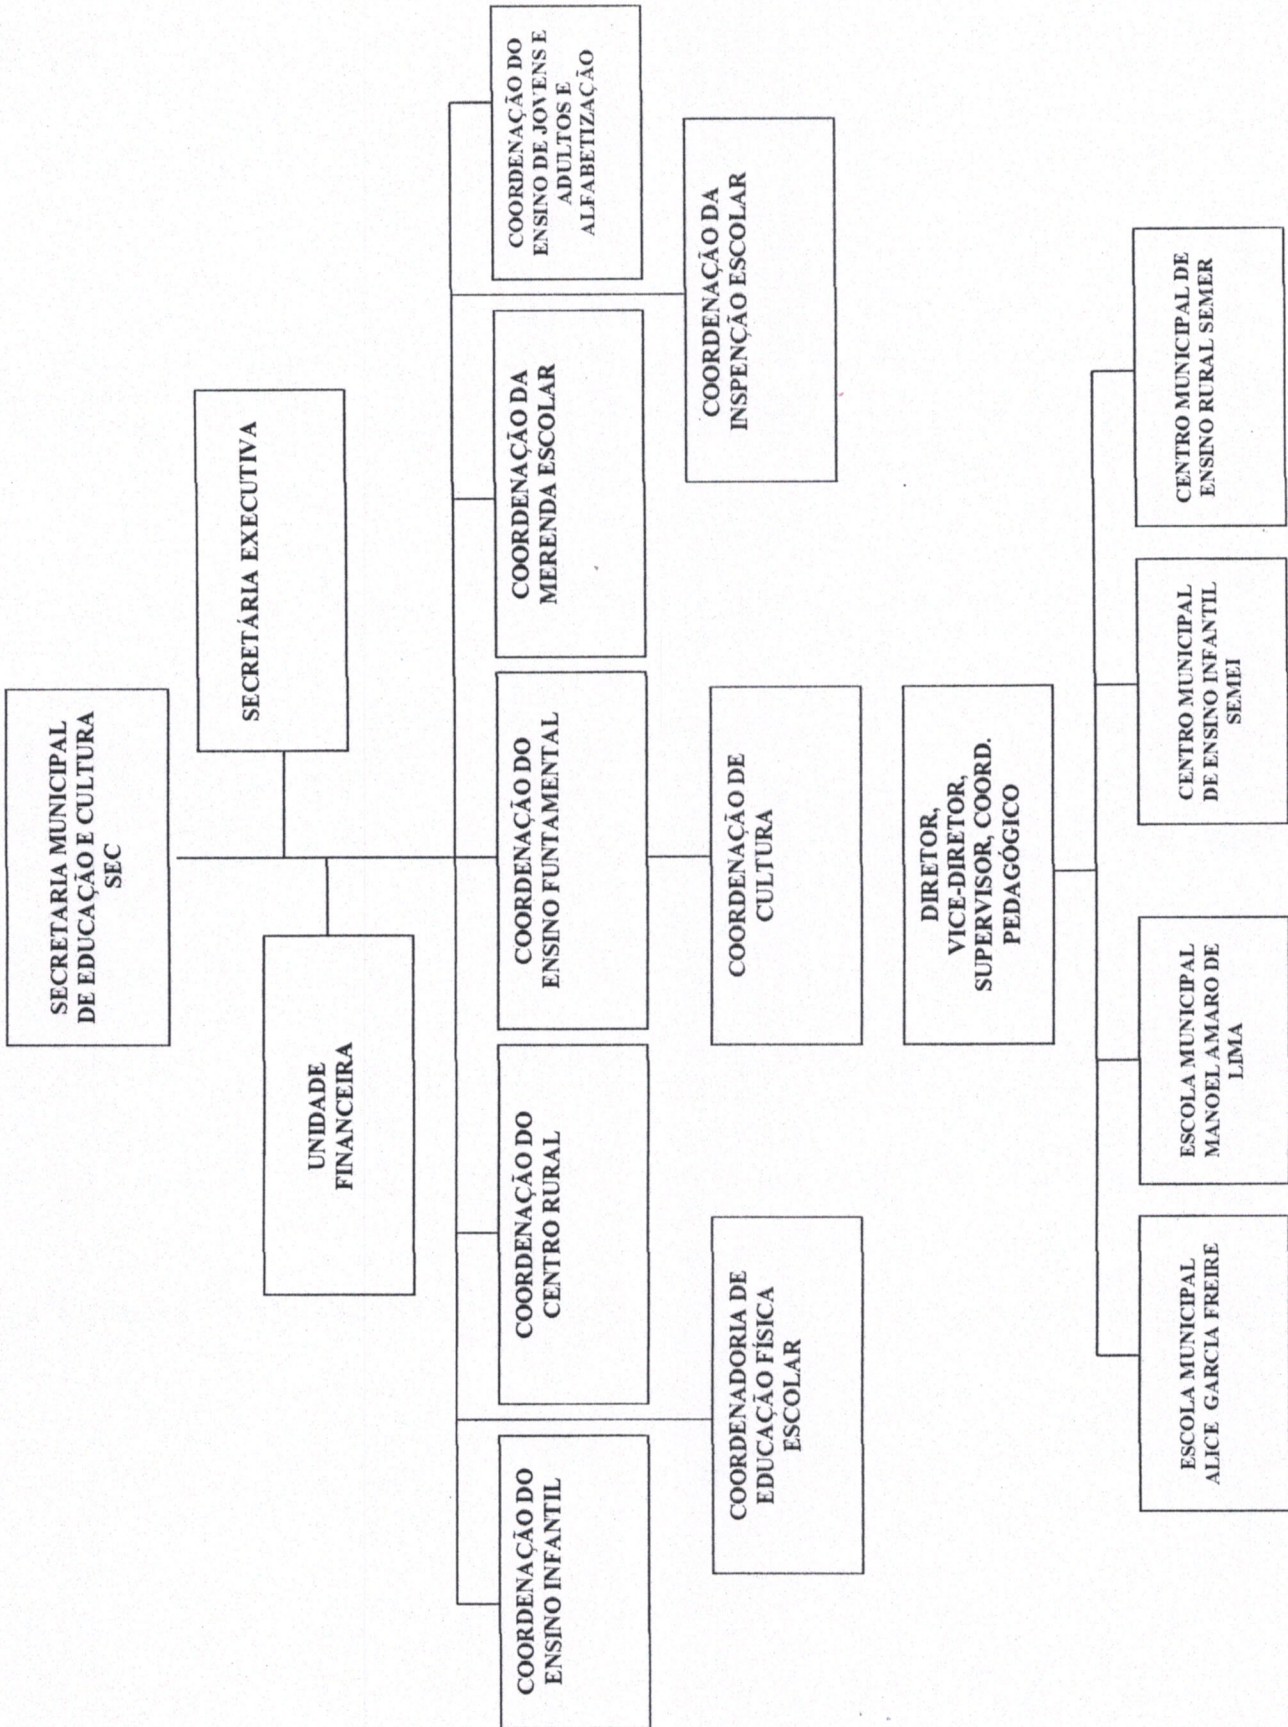 SECRETARIA MUNICIPAL
DE EDUCAÇÃO E CULTURA
SEC
SECRETÁRIA EXECUTIVA
UNIDADE
FINANCEIRA
COORDENAÇÃO DO
ENSINO INFANTIL
COORDENAÇÃO DO
CENTRO RURAL
COORDENAÇÃO DO
ENSINO FUNTAMENTAL
COORDENAÇÃO DA
MERENDA ESCOLAR
COORDENAÇÃO DO
ENSINO DE JOVENS E
ADULTOS E
ALFABETIZAÇÃO
COORDENADORIA DE
EDUCAÇÃO FÍSICA
ESCOLAR
COORDENAÇÃO DE
CULTURA
COORDENAÇÃO DA
INSPENÇÃO ESCOLAR
DIRETOR,
VICE-DIRETOR,
SUPERVISOR, COORD.
PEDAGÓGICO
ESCOLA MUNICIPAL
ALICE GARCIA FREIRE
ESCOLA MUNICIPAL
MANOEL AMARO DE
LIMA
CENTRO MUNICIPAL
DE ENSINO INFANTIL
SEMEI
CENTRO MUNICIPAL DE
ENSINO RURAL SEMER